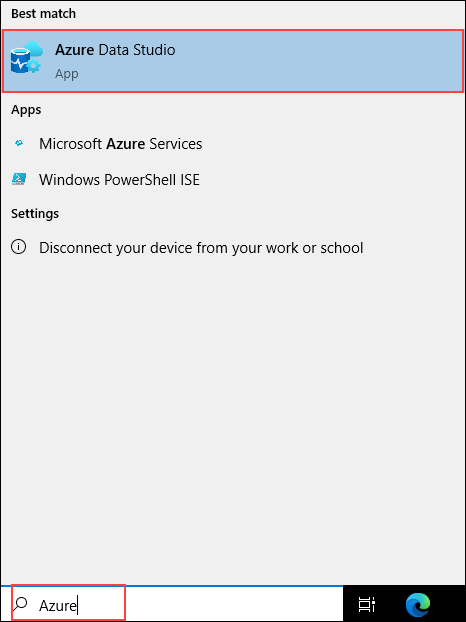 Best match
Azure Data Studio
App
Apps
Microsoft Azure Services
Windows PowerShell ISE
Settings
Disconnect your device from your work or school
Azure